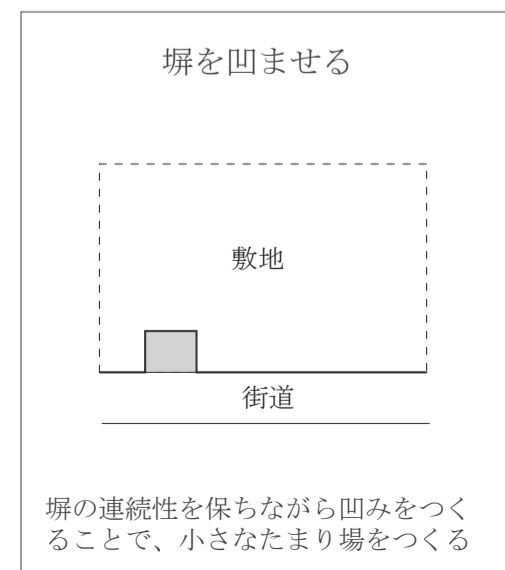 塀を凹ませる
敷地
街道
塀の連続性を保ちながら凹みをつく
ることで、小さなたまり場をつくる